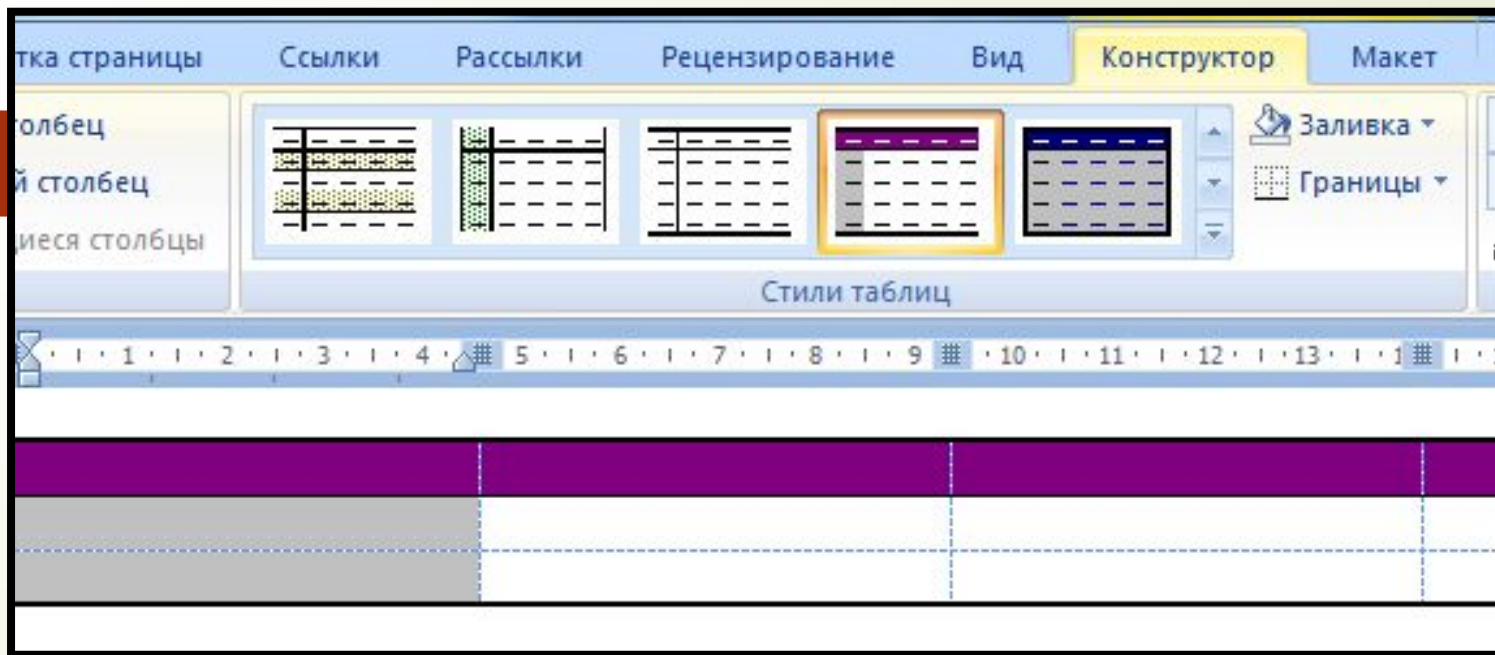 тка страницы Ссылки Рассылки Рецензирование Вид Конструктор Макет
олбец Заливка
й столбец Границы
иеся столбцы
Стили таблиц
1 2 3 4 5 6 7 8 9 10 11 12 13 1